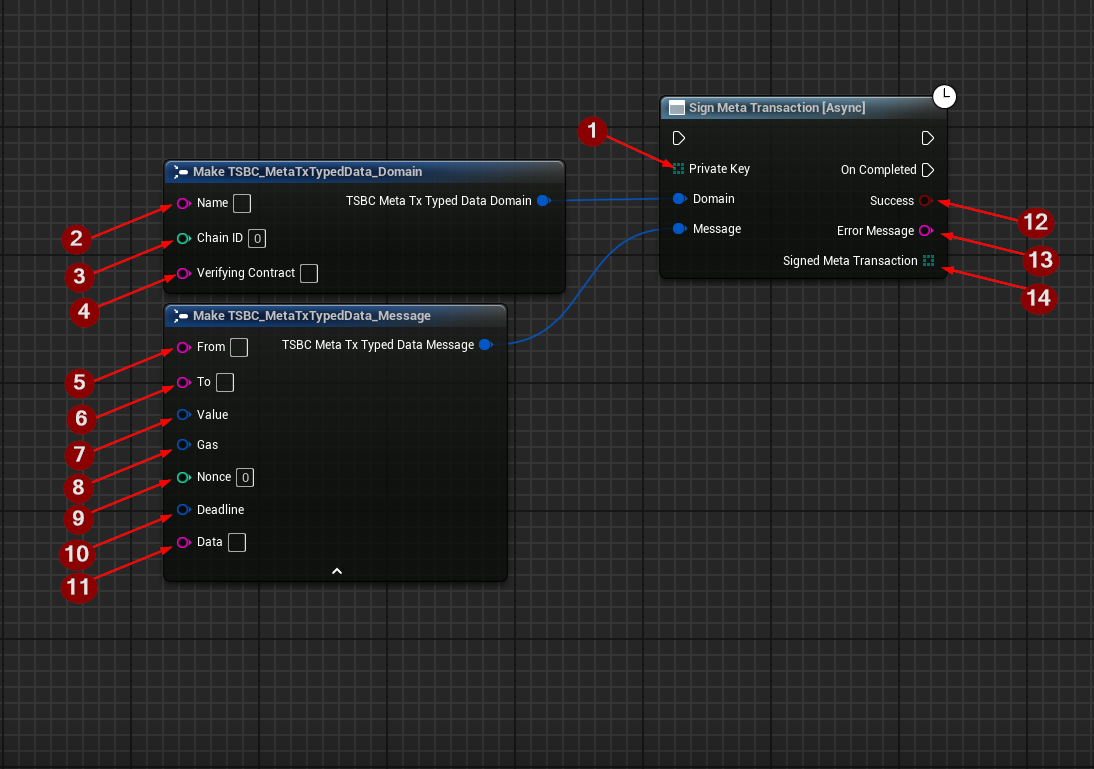 Sign Meta Transaction [Async]
1
Private Key
On Completed
Domain
Success
12
Message
Error Message
13
Signed Meta Transaction
14
Make TSBC_MetaTxTypedData_Domain
2
Name
TSBC Meta Tx Typed Data Domain
3
Chain ID 0
4
Verifying Contract
Make TSBC_MetaTxTypedData_Message
5
From
TSBC Meta Tx Typed Data Message
6
To
7
Value
8
Gas
9
Nonce 0
10
Deadline
11
Data